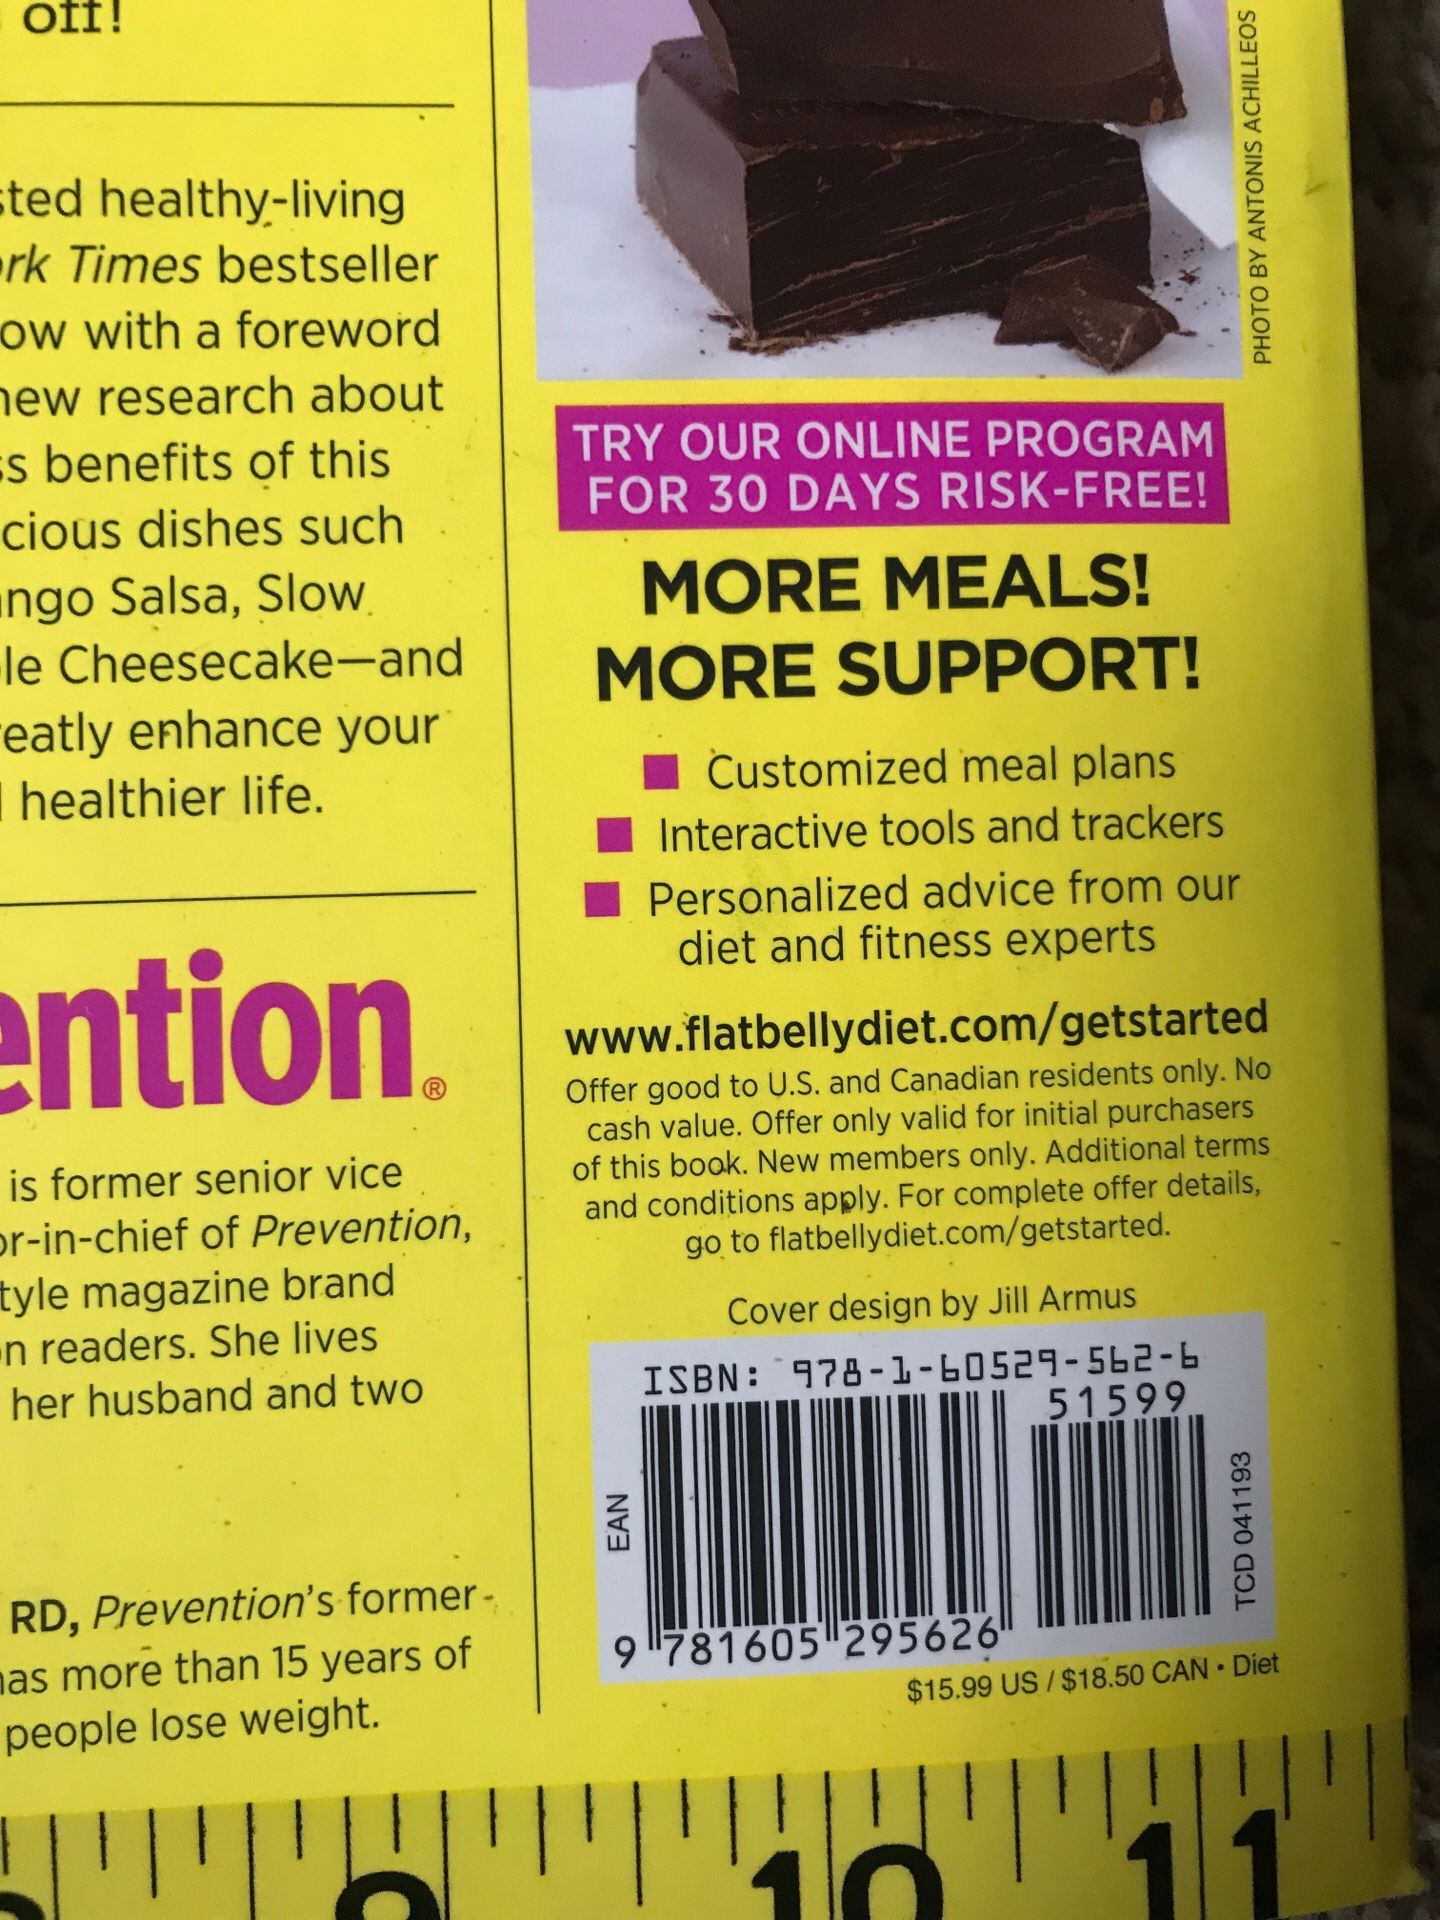 off!
sted healthy-living
rk Times bestseller
ow with a foreword
new research about
ss benefits of this
cious dishes such
ngo Salsa, Slow
le Cheesecake—and
reatly enhance your
healthier life.
ention®
is former senior vice
or-in-chief of Prevention,
tyle magazine brand
n readers. She lives
her husband and two
RD, Prevention's former
as more than 15 years of
people lose weight.
PHOTO BY ANTONIS ACHILLEOS
TRY OUR ONLINE PROGRAM
FOR 30 DAYS RISK-FREE!
MORE MEALS!
MORE SUPPORT!
Customized meal plans
Interactive tools and trackers
Personalized advice from our
diet and fitness experts
www.flatbellydiet.com/getstarted
Offer good to U.S. and Canadian residents only. No
cash value. Offer only valid for initial purchasers
of this book. New members only. Additional terms
and conditions apply. For complete offer details,
go to flatbellydiet.com/getstarted.
Cover design by Jill Armus
ISBN: 978-1-60529-562-6
51599
EAN
TCD 041193
9 781605 295626
$15.99 US / $18.50 CAN • Diet
9 10 11